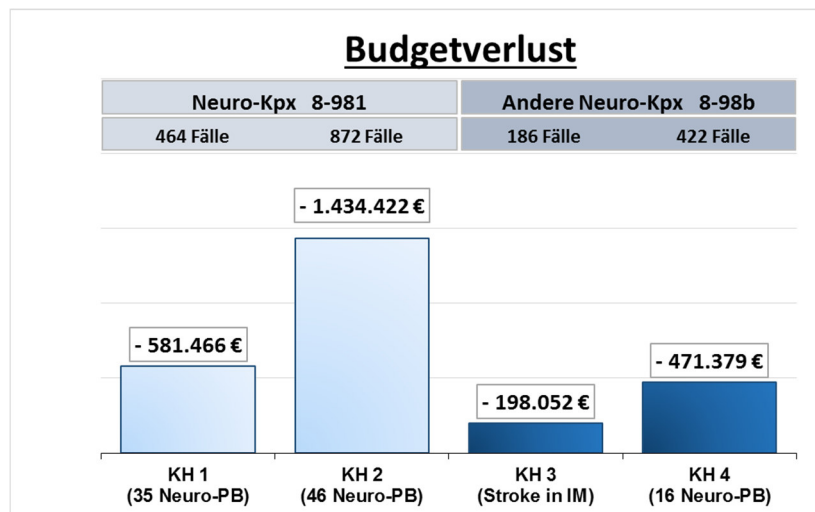 Budgetverlust
Neuro-Kpx 8-981 Andere Neuro-Kpx 8-98b
464 Fälle 872 Fälle 186 Fälle 422 Fälle
- 1.434.422 €
- 581.466 €
- 471.379 €
- 198.052 €
KH 1 KH 2 KH 3 KH 4
(35 Neuro-PB) (46 Neuro-PB) (Stroke in IM) (16 Neuro-PB)